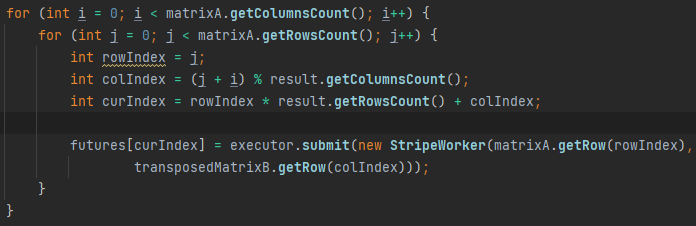 for (int i = 0; i < matrixA.getColumnsCount(); i++) {
    for (int j = 0; j < matrixA.getRowsCount(); j++) {
        int rowIndex = j;
        int colIndex = (j + i) % result.getColumnsCount();
        int curIndex = rowIndex * result.getRowsCount() + colIndex;

        futures[curIndex] = executor.submit(new StripeWorker(matrixA.getRow(rowIndex),
                transposedMatrixB.getRow(colIndex)));
    }
}